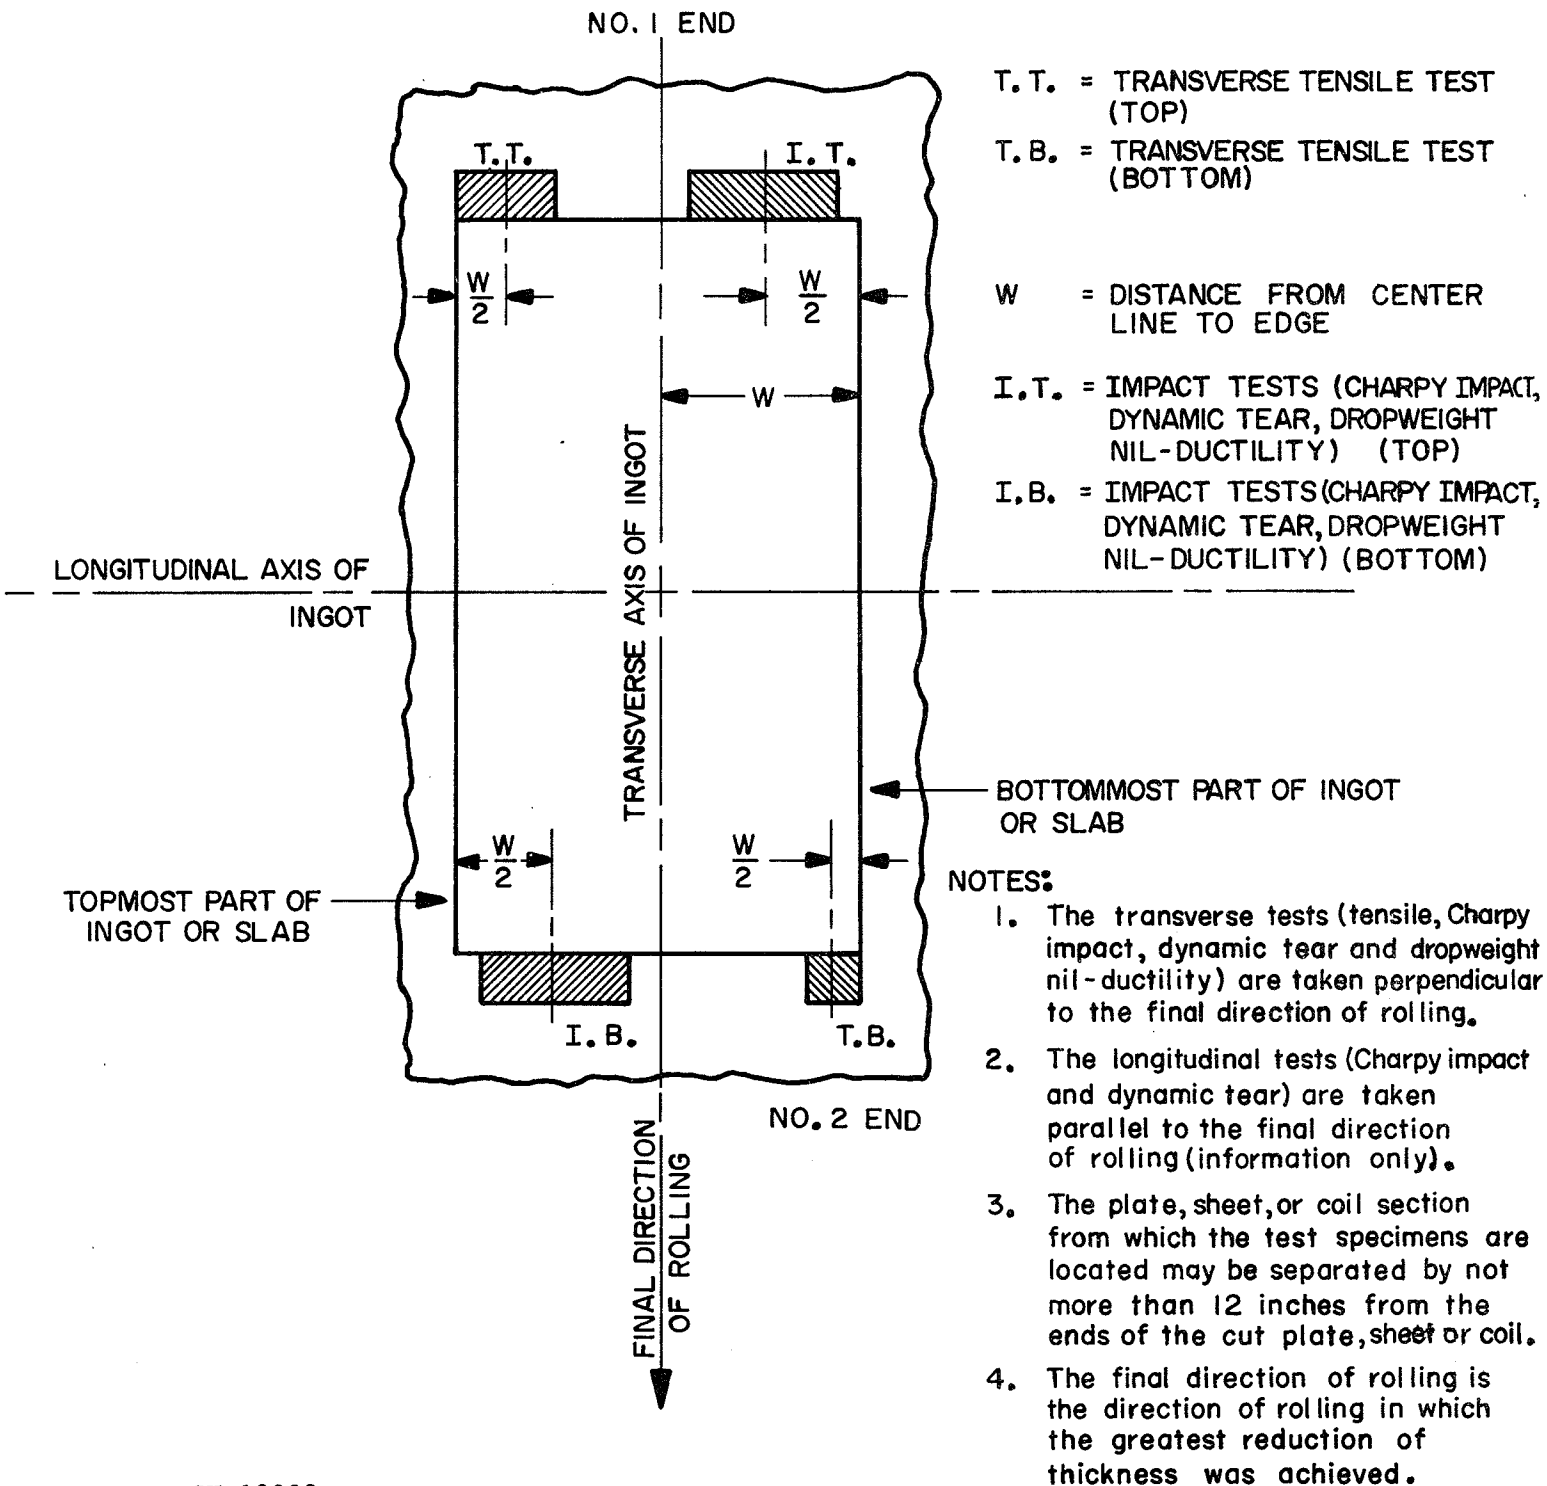 NO. 1 END
T.T. = TRANSVERSE TENSILE TEST
(TOP)
T.B. = TRANSVERSE TENSILE TEST
(BOTTOM)
W = DISTANCE FROM CENTER
LINE TO EDGE
I.T. = IMPACT TESTS (CHARPY IMPACT,
DYNAMIC TEAR, DROPWEIGHT
NIL-DUCTILITY) (TOP)
I.B. = IMPACT TESTS (CHARPY IMPACT,
DYNAMIC TEAR, DROPWEIGHT
NIL-DUCTILITY) (BOTTOM)
T.T.
I.T.
W
2
W
2
W
TRANSVERSE AXIS OF INGOT
LONGITUDINAL AXIS OF
INGOT
BOTTOMMOST PART OF INGOT
OR SLAB
W
2
W
2
TOPMOST PART OF
INGOT OR SLAB
I.B.
T.B.
NO. 2 END
FINAL DIRECTION
OF ROLLING
NOTES:
1. The transverse tests (tensile, Charpy
impact, dynamic tear and dropweight
nil-ductility) are taken perpendicular
to the final direction of rolling.
2. The longitudinal tests (Charpy impact
and dynamic tear) are taken
parallel to the final direction
of rolling (information only).
3. The plate, sheet, or coil section
from which the test specimens are
located may be separated by not
more than 12 inches from the
ends of the cut plate, sheet or coil.
4. The final direction of rolling is
the direction of rolling in which
the greatest reduction of
thickness was achieved.